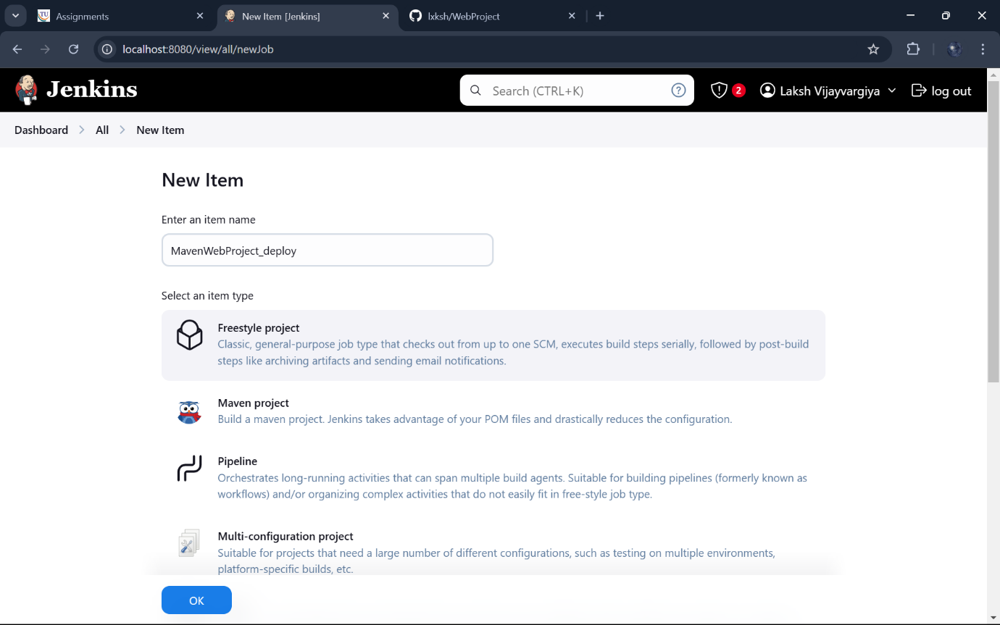 Assignments
New Item [Jenkins]
lxksh/WebProject
localhost:8080/view/all/newJob
Jenkins
Search (CTRL+K)
?
2
Laksh Vijayvargiya
log out
Dashboard
All
New Item
New Item
Enter an item name
MavenWebProject_deploy
Select an item type
Freestyle project
Classic, general-purpose job type that checks out from up to one SCM, executes build steps serially, followed by post-build
steps like archiving artifacts and sending email notifications.
Maven project
Build a maven project. Jenkins takes advantage of your POM files and drastically reduces the configuration.
Pipeline
Orchestrates long-running activities that can span multiple build agents. Suitable for building pipelines (formerly known as
workflows) and/or organizing complex activities that do not easily fit in free-style job type.
Multi-configuration project
Suitable for projects that need a large number of different configurations, such as testing on multiple environments,
platform-specific builds, etc.
OK